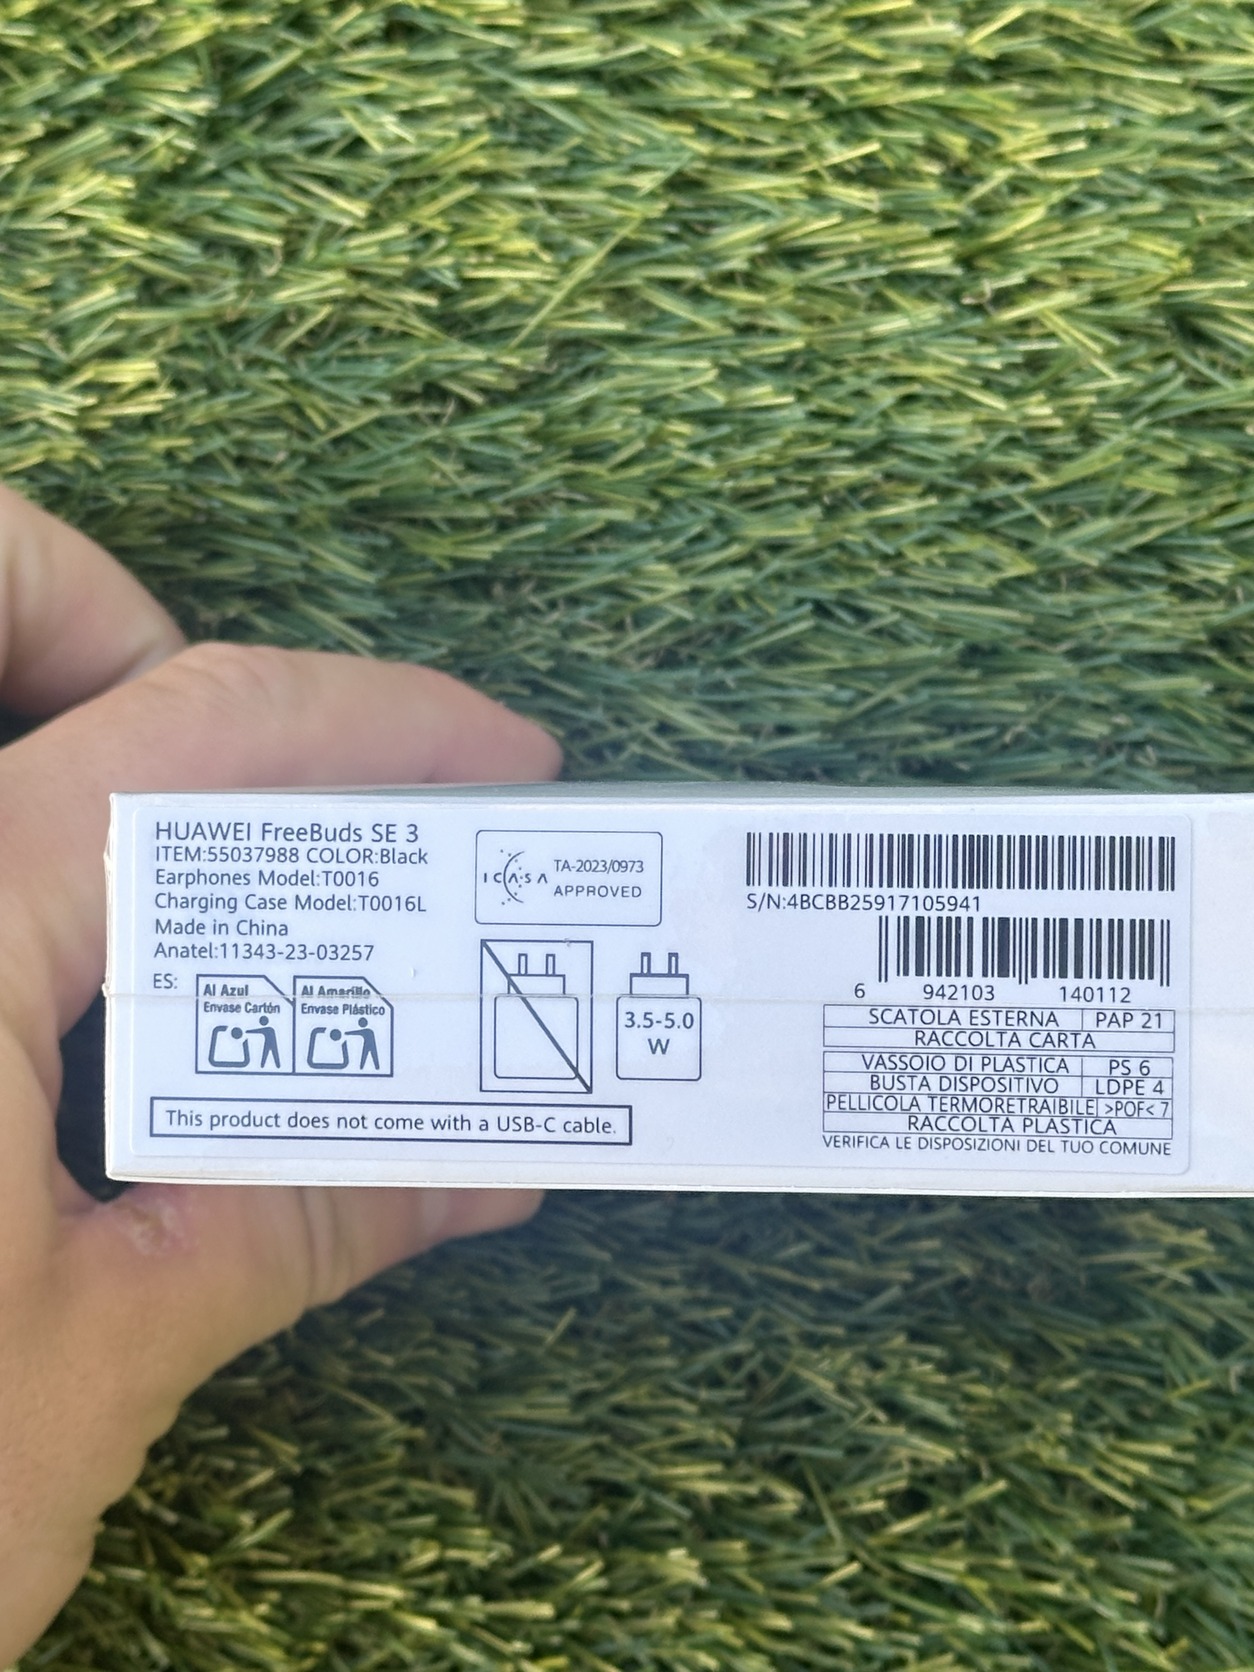 HUAWEI FreeBuds SE 3
ITEM:55037988 COLOR:Black
Earphones Model:T0016
Charging Case Model:T0016L
Made in China
Anatel:11343-23-03257
ES:
Al Azul
Envase Cartón
Al Amarillo
Envase Plástico
This product does not come with a USB-C cable.
ICASA
TA-2023/0973
APPROVED
3.5-5.0
W
S/N:4BCBB25917105941
6 942103 140112
SCATOLA ESTERNA PAP 21
RACCOLTA CARTA
VASSOIO DI PLASTICA PS 6
BUSTA DISPOSITIVO LDPE 4
PELLICOLA TERMORETRAIBILE >POF< 7
RACCOLTA PLASTICA
VERIFICA LE DISPOSIZIONI DEL TUO COMUNE